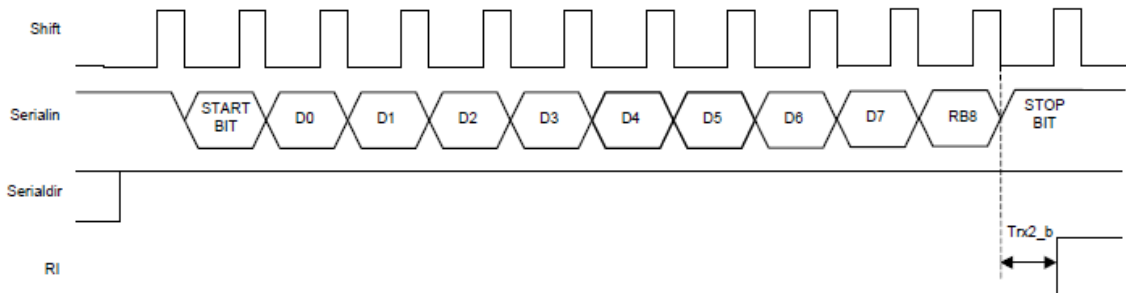 Shift
Serialin
START
BIT
D0
D1
D2
D3
D4
D5
D6
D7
RB8
STOP
BIT
Serialdir
Trx2_b
RI